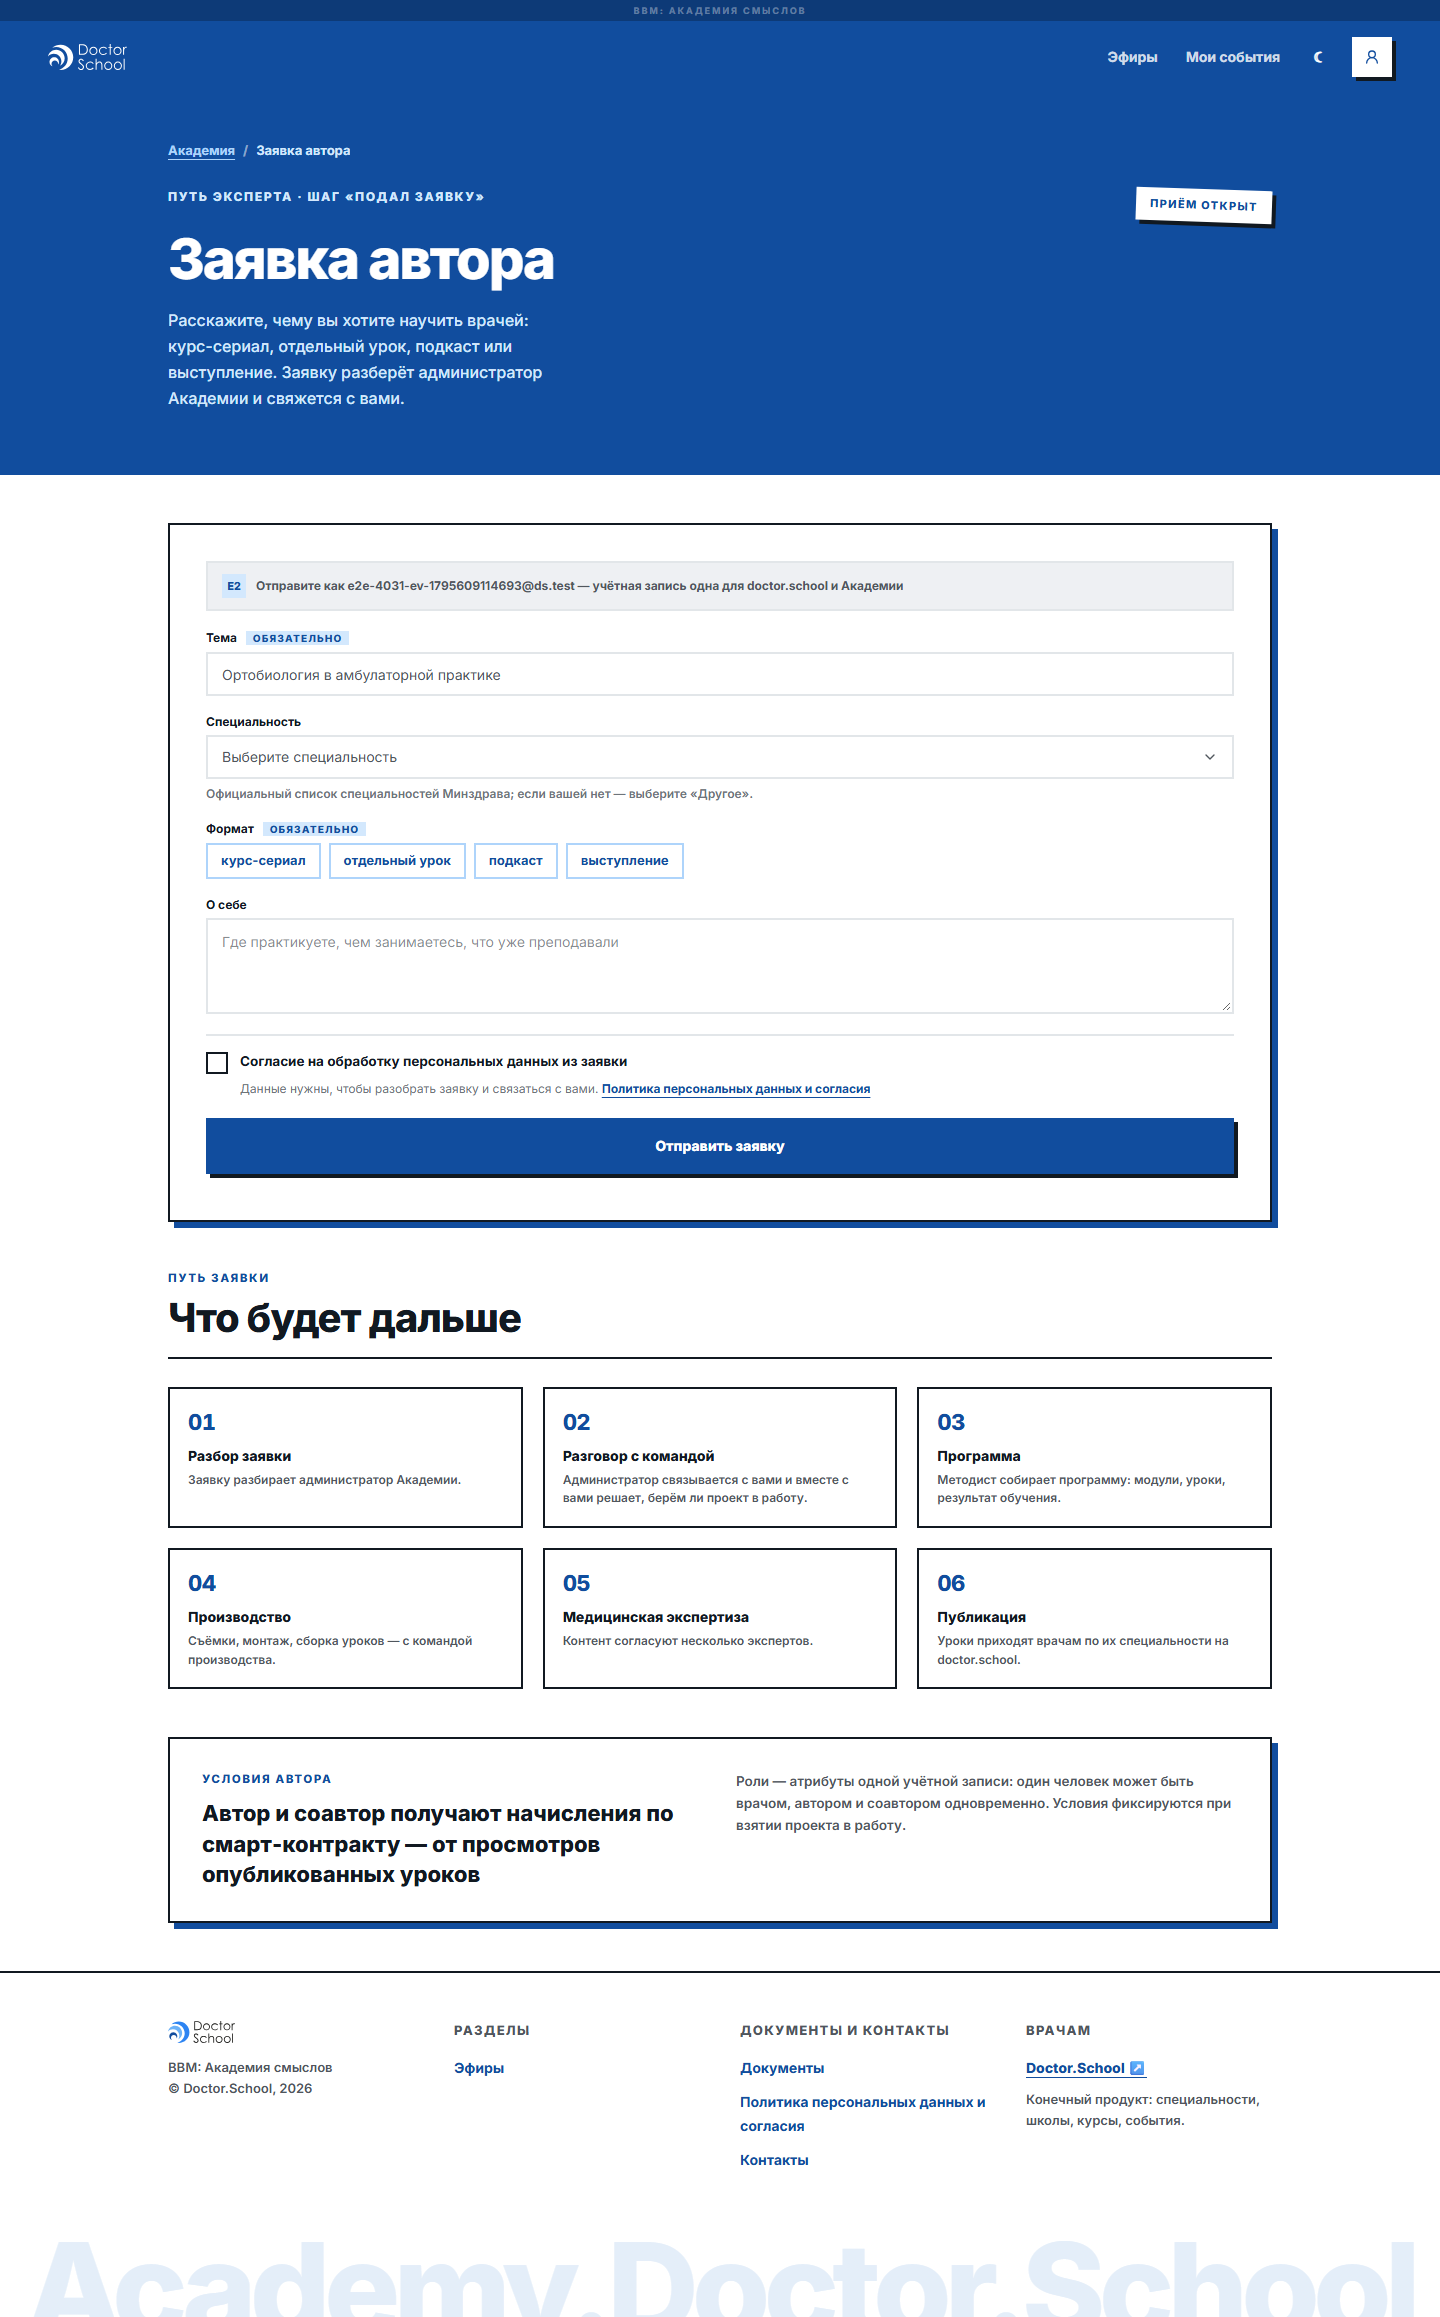 ВВМ: АКАДЕМИЯ СМЫСЛОВ
Doctor
School
Эфиры
Мои события
Академия / Заявка автора
ПУТЬ ЭКСПЕРТА · ШАГ «ПОДАЛ ЗАЯВКУ»
ПРИЁМ ОТКРЫТ
Заявка автора
Расскажите, чему вы хотите научить врачей:
курс-сериал, отдельный урок, подкаст или
выступление. Заявку разберёт администратор
Академии и свяжется с вами.
E2 Отправите как e2e-4031-ev-1795609114693@ds.test — учётная запись одна для doctor.school и Академии
Тема ОБЯЗАТЕЛЬНО
Ортобиология в амбулаторной практике
Специальность
Выберите специальность
Официальный список специальностей Минздрава; если вашей нет — выберите «Другое».
Формат ОБЯЗАТЕЛЬНО
курс-сериал
отдельный урок
подкаст
выступление
О себе
Где практикуете, чем занимаетесь, что уже преподавали
Согласие на обработку персональных данных из заявки
Данные нужны, чтобы разобрать заявку и связаться с вами. Политика персональных данных и согласия
Отправить заявку
ПУТЬ ЗАЯВКИ
Что будет дальше
01
Разбор заявки
Заявку разбирает администратор Академии.
02
Разговор с командой
Администратор связывается с вами и вместе с
вами решает, берём ли проект в работу.
03
Программа
Методист собирает программу: модули, уроки,
результат обучения.
04
Производство
Съёмки, монтаж, сборка уроков — с командой
производства.
05
Медицинская экспертиза
Контент согласуют несколько экспертов.
06
Публикация
Уроки приходят врачам по их специальности на
doctor.school.
УСЛОВИЯ АВТОРА
Автор и соавтор получают начисления по
смарт-контракту — от просмотров
опубликованных уроков
Роли — атрибуты одной учётной записи: один человек может быть
врачом, автором и соавтором одновременно. Условия фиксируются при
взятии проекта в работу.
Doctor
School
ВВМ: Академия смыслов
© Doctor.School, 2026
РАЗДЕЛЫ
Эфиры
ДОКУМЕНТЫ И КОНТАКТЫ
Документы
Политика персональных данных и
согласия
Контакты
ВРАЧАМ
Doctor.School ↗
Конечный продукт: специальности,
школы, курсы, события.
Academy.Doctor.School